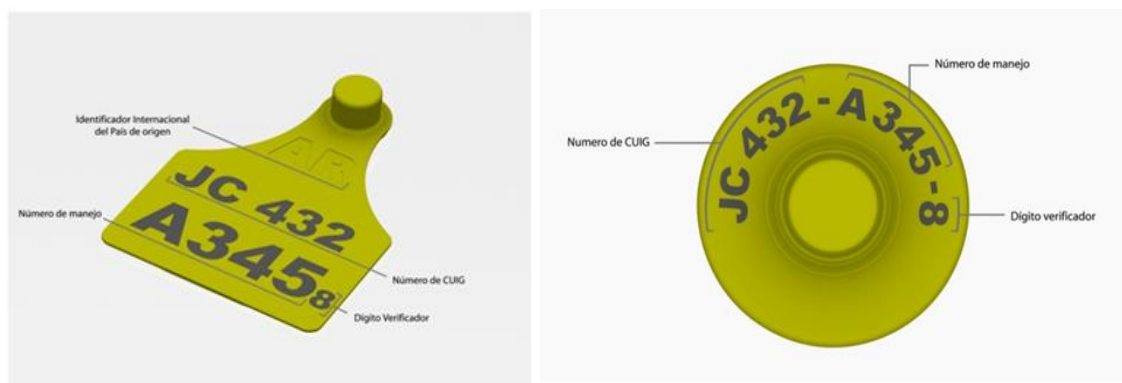 Identificador Internacional
del País de origen
AR
JC 432
Número de manejo
A345
8
Número de CUIG
Dígito Verificador
Número de manejo
JC 432-A345-8
Numero de CUIG
Dígito verificador